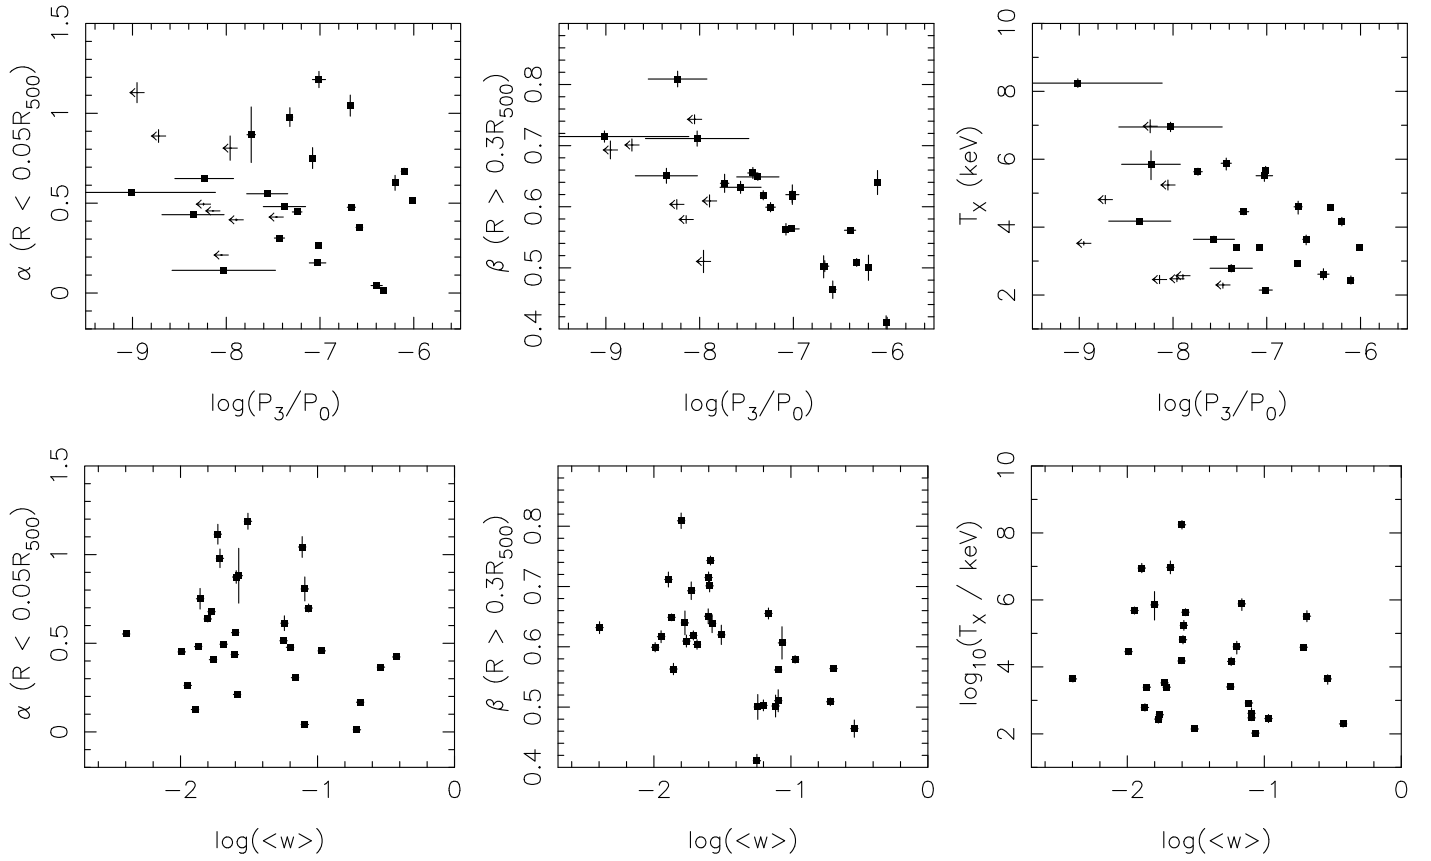 α (R < 0.05R500)
0 0.5 1 1.5
−9 −8 −7 −6
log(P3/P0)
β (R > 0.3R500)
0.4 0.5 0.6 0.7 0.8
−9 −8 −7 −6
log(P3/P0)
TX (keV)
2 4 6 8 10
−9 −8 −7 −6
log(P3/P0)
α (R < 0.05R500)
0 0.5 1 1.5
−2 −1 0
log(<w>)
β (R > 0.3R500)
0.4 0.5 0.6 0.7 0.8
−2 −1 0
log(<w>)
log10(TX / keV)
2 4 6 8 10
−2 −1 0
log(<w>)